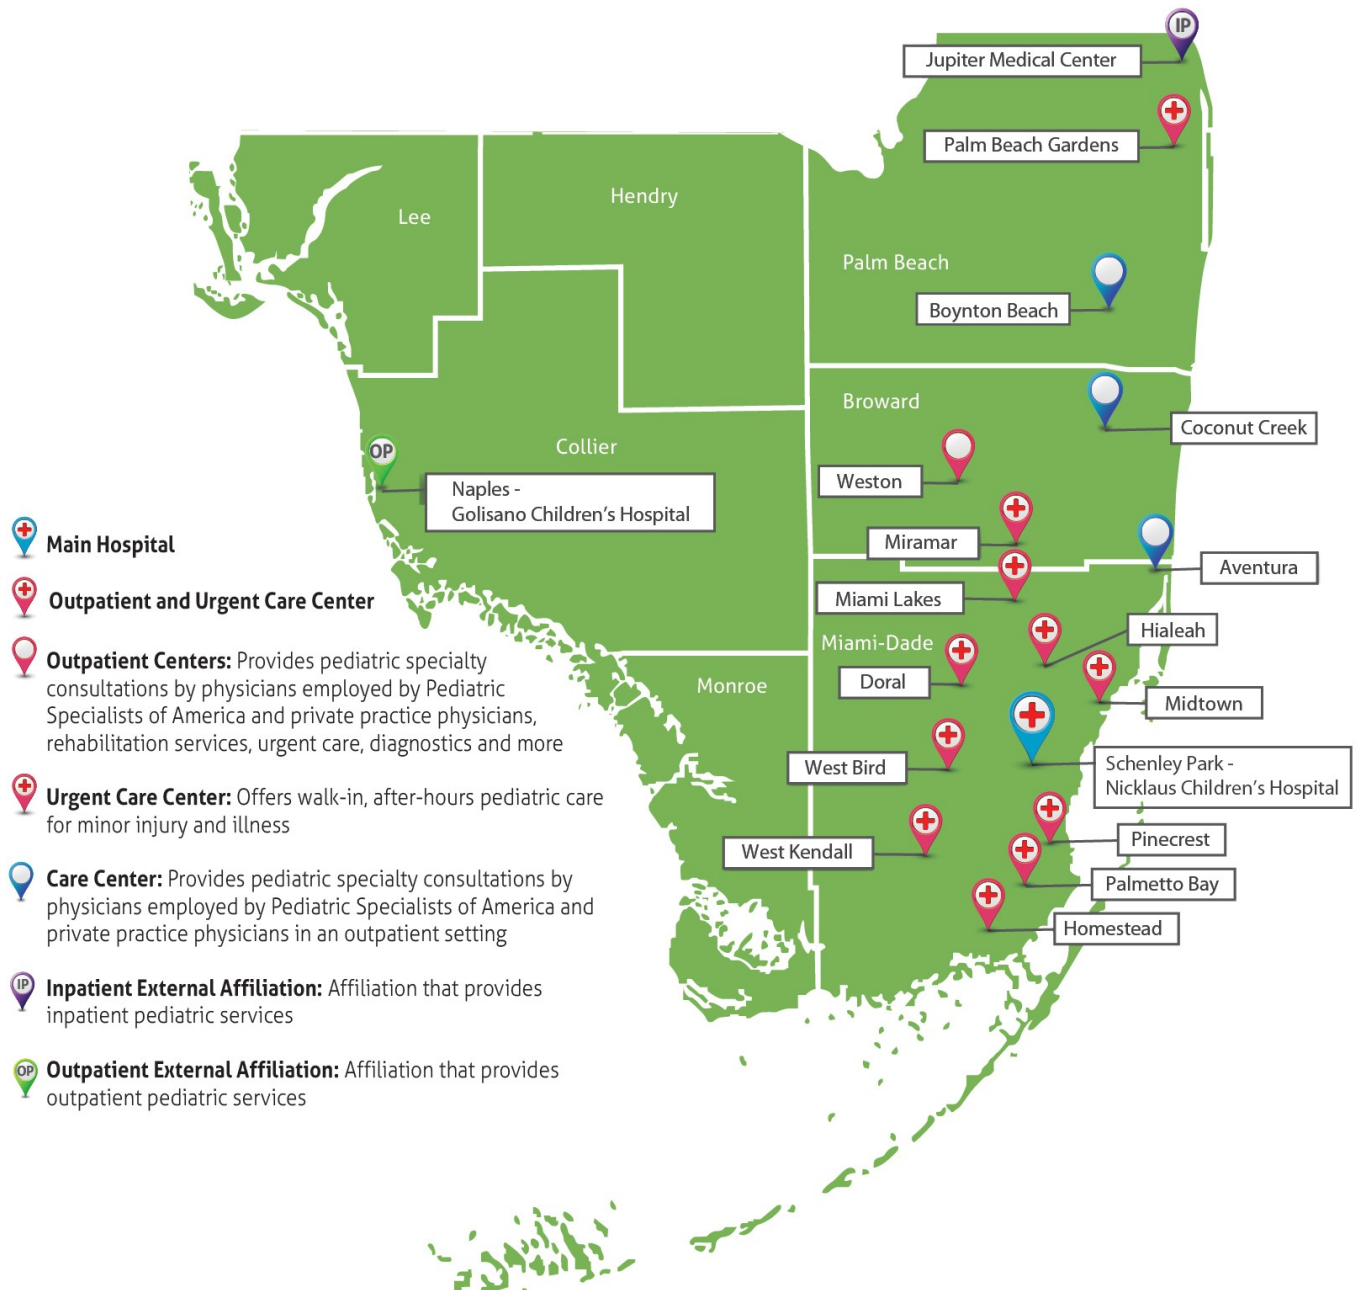 IP
Jupiter Medical Center
Palm Beach Gardens
Hendry
Lee
Palm Beach
Boynton Beach
Broward
Coconut Creek
Collier
OP
Weston
Naples -
Golisano Children's Hospital
Miramar
Aventura
Miami Lakes
Hialeah
Miami-Dade
Doral
Monroe
Midtown
West Bird
Schenley Park -
Nicklaus Children's Hospital
Pinecrest
West Kendall
Palmetto Bay
Homestead
Main Hospital
Outpatient and Urgent Care Center
Outpatient Centers: Provides pediatric specialty
consultations by physicians employed by Pediatric
Specialists of America and private practice physicians,
rehabilitation services, urgent care, diagnostics and more
Urgent Care Center: Offers walk-in, after-hours pediatric care
for minor injury and illness
Care Center: Provides pediatric specialty consultations by
physicians employed by Pediatric Specialists of America and
private practice physicians in an outpatient setting
IP
Inpatient External Affiliation: Affiliation that provides
inpatient pediatric services
OP
Outpatient External Affiliation: Affiliation that provides
outpatient pediatric services